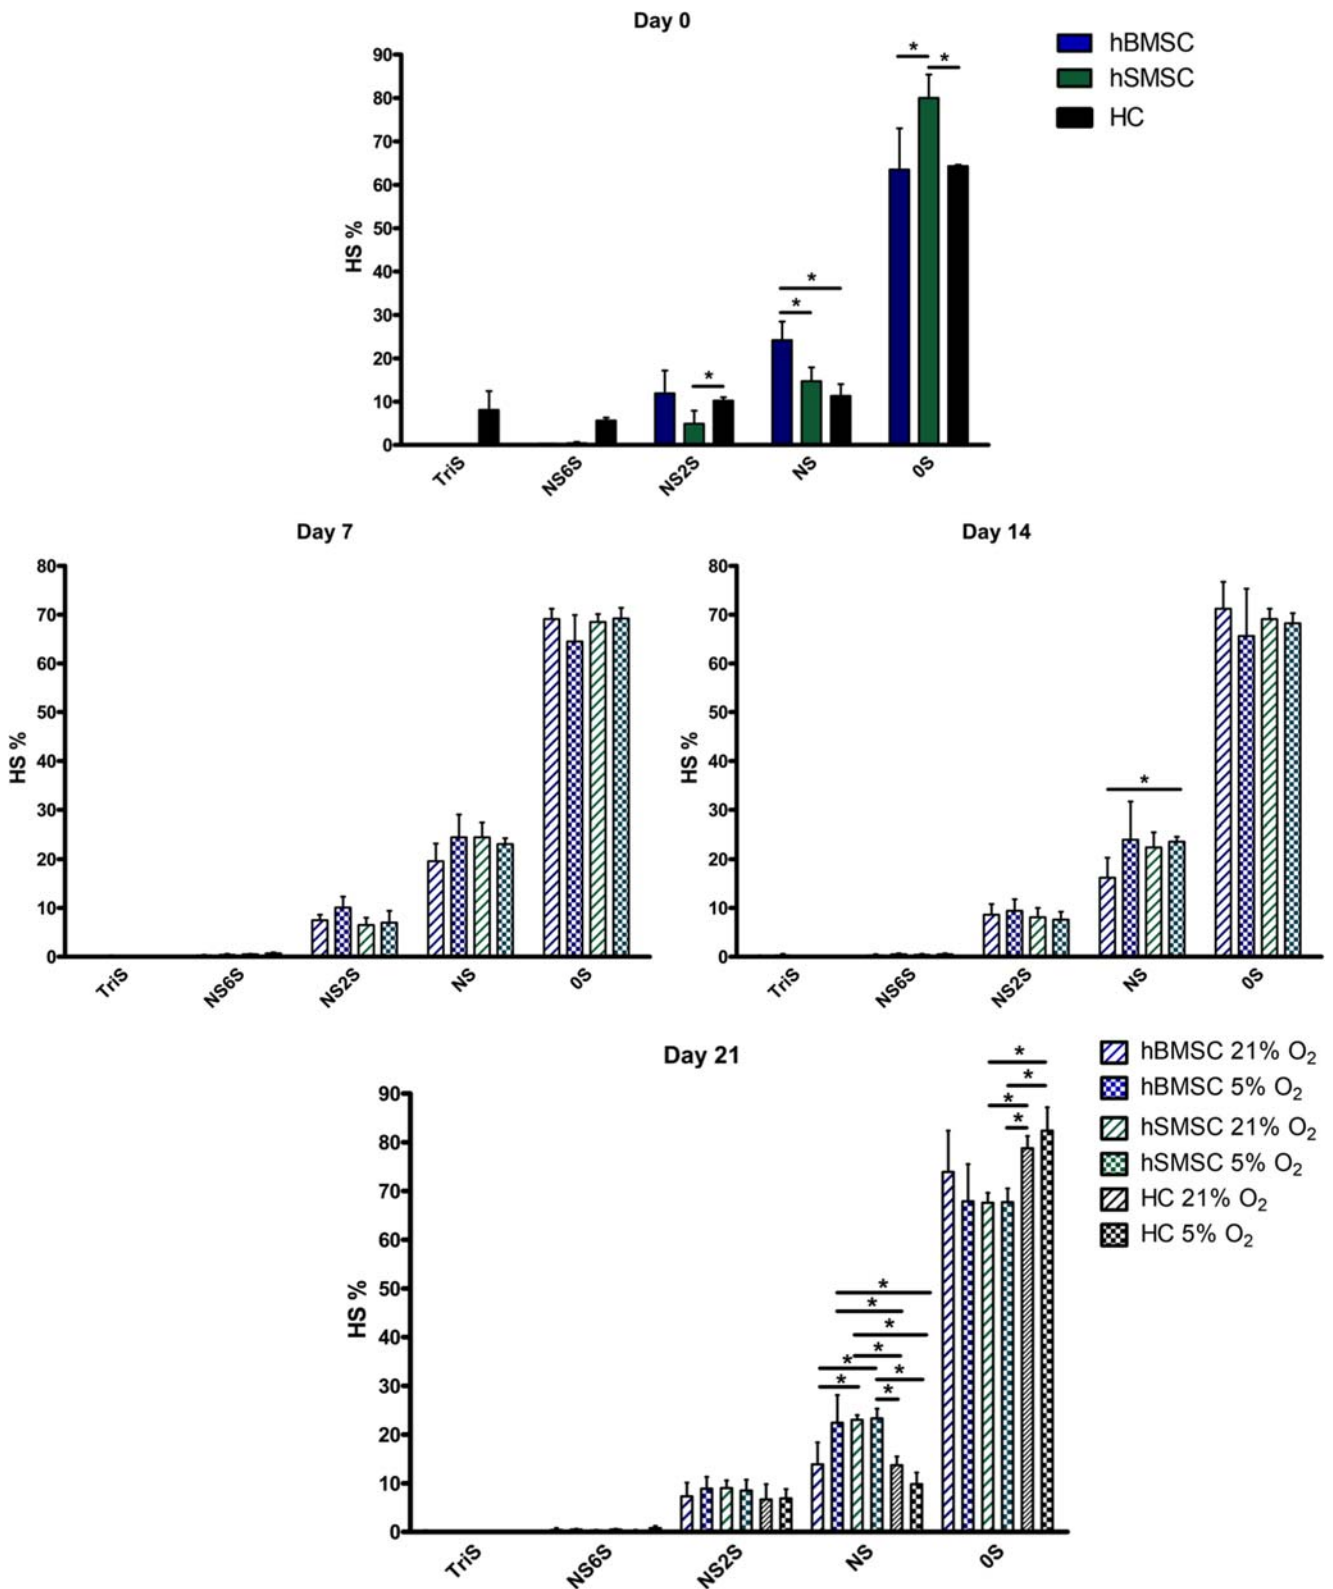 Day 0
hBMSC
hSMSC
HC
HS %
90
80
70
60
50
40
30
20
10
0
* *
* *
*
TriS NS6S NS2S NS 0S
Day 7
HS %
80
70
60
50
40
30
20
10
0
TriS NS6S NS2S NS 0S
Day 14
HS %
80
70
60
50
40
30
20
10
0
*
TriS NS6S NS2S NS 0S
Day 21
hBMSC 21% O2
hBMSC 5% O2
hSMSC 21% O2
hSMSC 5% O2
HC 21% O2
HC 5% O2
HS %
90
80
70
60
50
40
30
20
10
0
* * * *
* * * * * * * *
TriS NS6S NS2S NS 0S